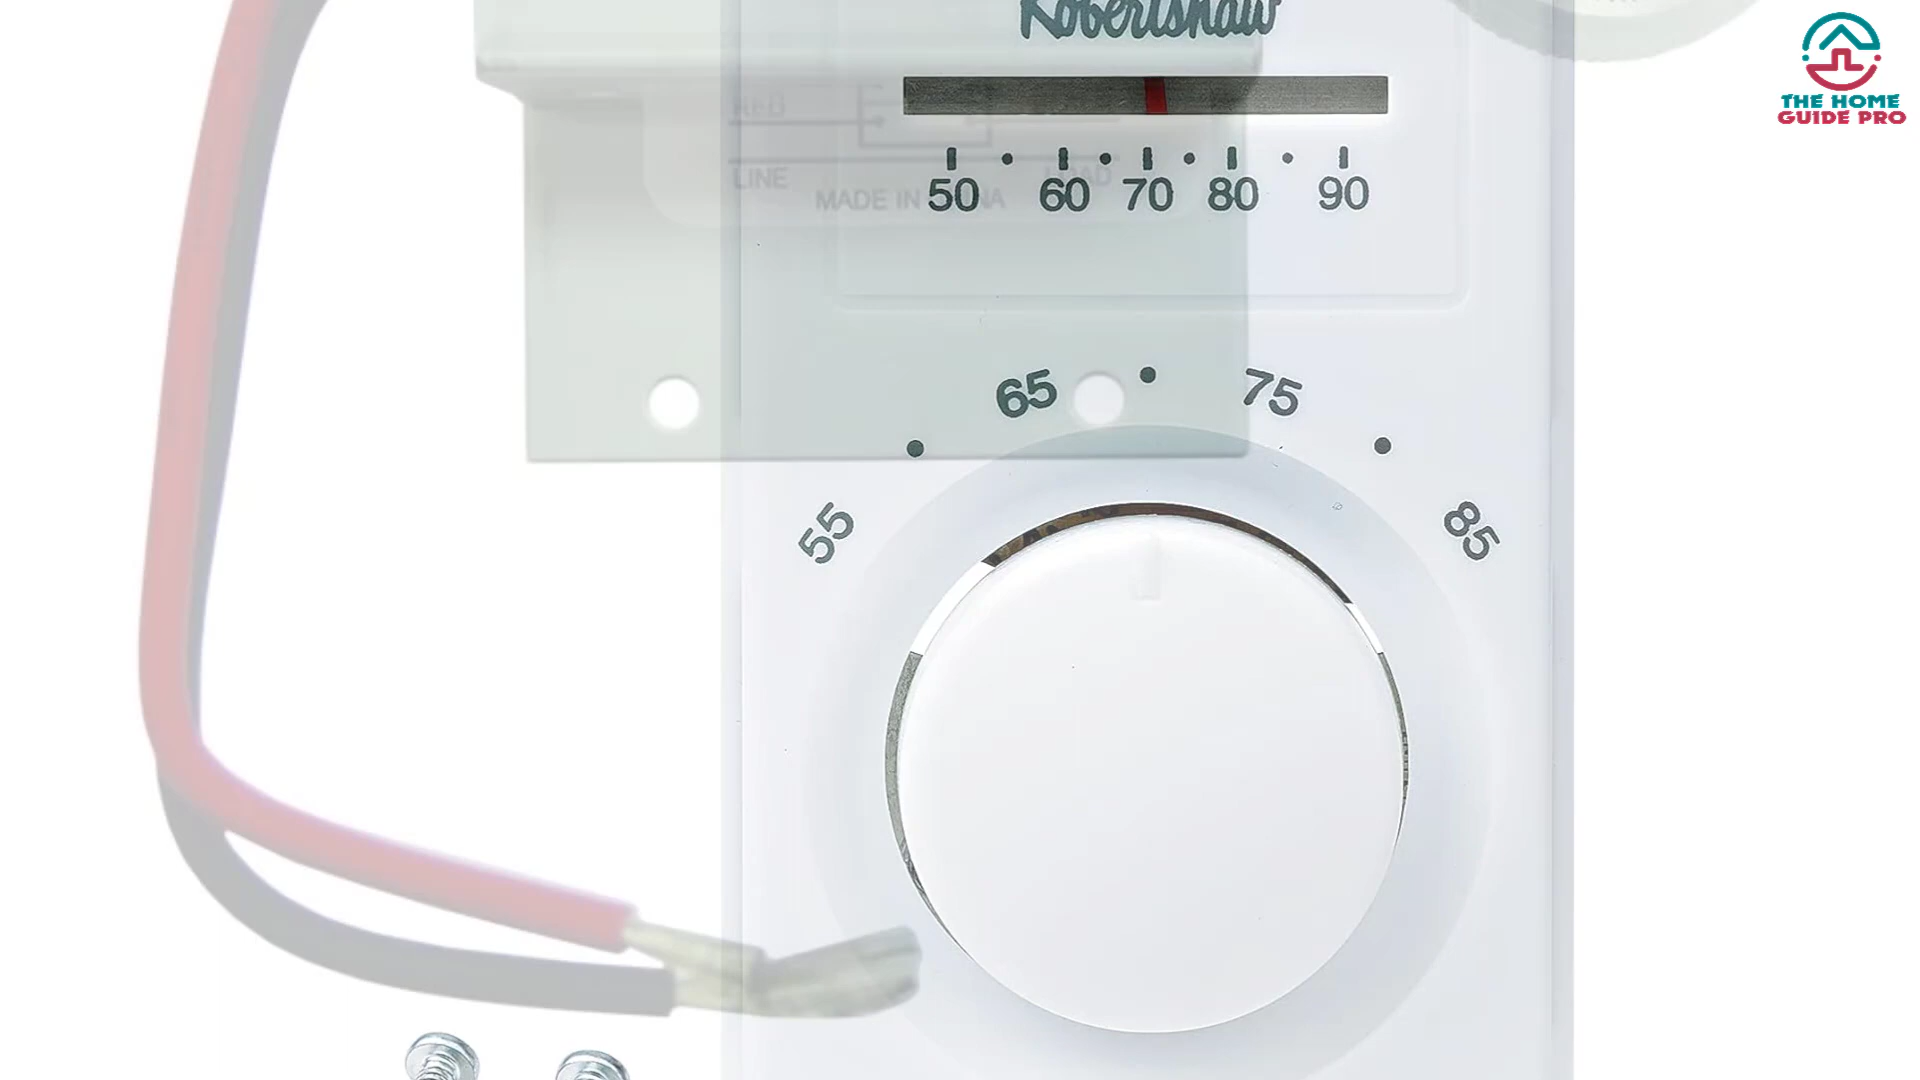 Robertshaw
THE HOME
GUIDE PRO
RED
50 60 70 80 90
LINE
LOAD
MADE IN CHINA
65 75
55 85